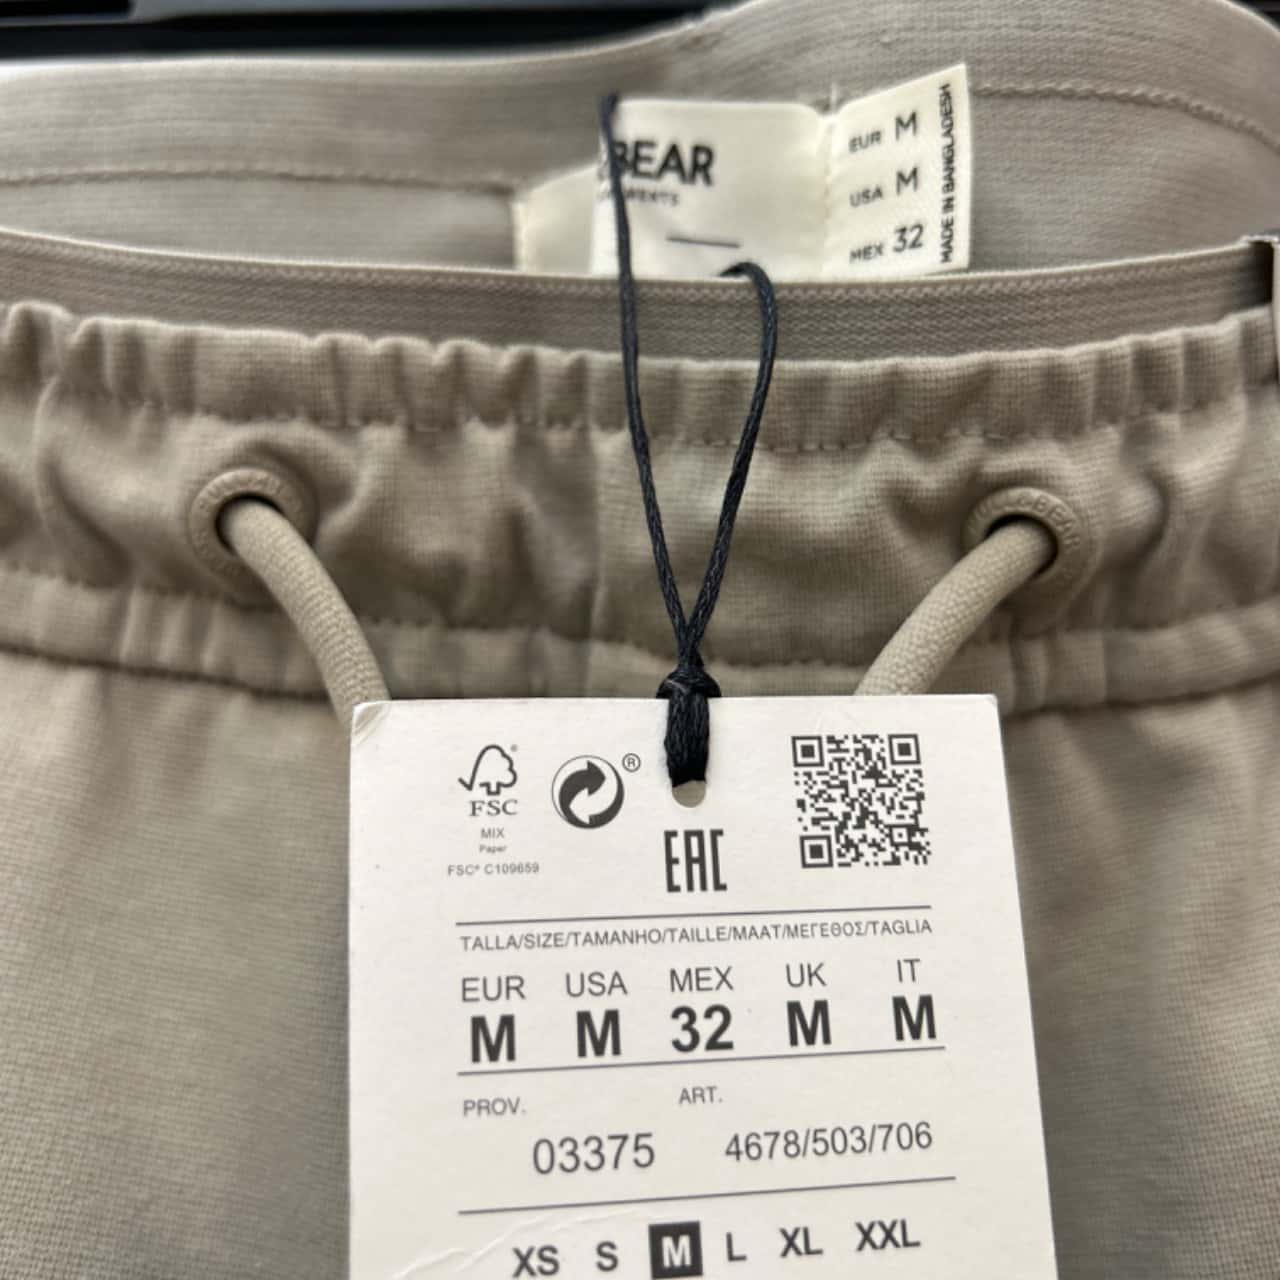 BEAR
EUR M
USA M
MEX 32
MADE IN BANGLADESH
BEAR
FSC
MIX
Paper
FSC® C109659
®
EAC
TALLA/SIZE/TAMANHO/TAILLE/MAAT/ΜΕΓΕΘΟΣ/TAGLIA
EUR USA MEX UK IT
M M 32 M M
PROV. ART.
03375 4678/503/706
XS S M L XL XXL